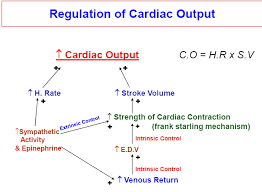 Regulation of Cardiac Output
↑ Cardiac Output C.O = H.R x S.V
+ +
↑ H. Rate ↑ Stroke Volume
+ +
Extrinsic Control ↑ Strength of Cardiac Contraction
↑Sympathetic + (frank starling mechanism)
Activity + Intrinsic Control
& Epinephrine ↑ E.D.V
+ Intrinsic Control
+ ↑ Venous Return